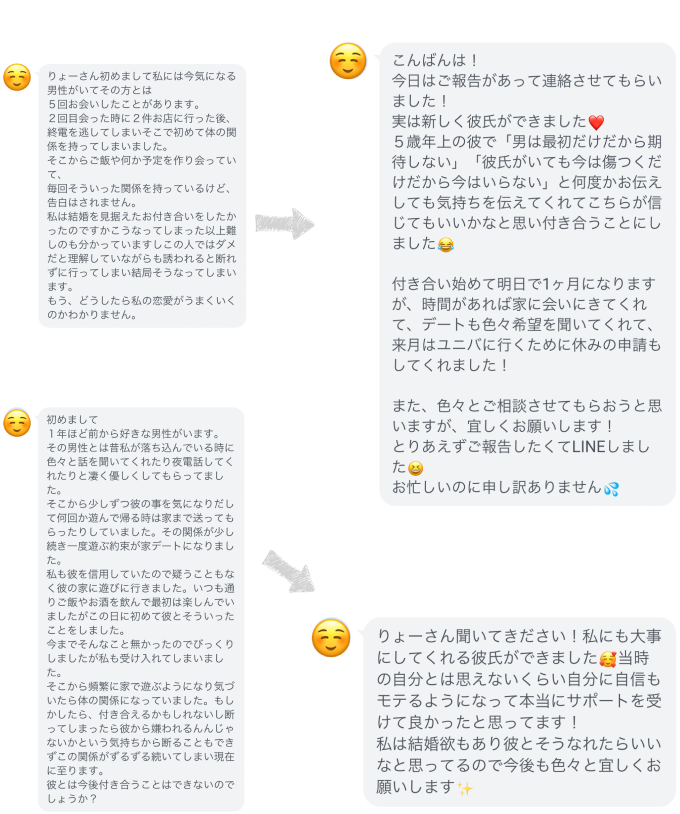 りょーさん初めまして私には今気になる
男性がいてその方とは
５回お会いしたことがあります。
２回目会った時に２件お店に行った後、
終電を逃してしまいそこで初めて体の関
係を持ってしまいました。
そこからご飯や何か予定を作り会ってい
て、
毎回そういった関係を持っているけど、
告白はされません。
私は結婚を見据えたお付き合いをしたか
ったのですかこうなってしまった以上難
しのも分かっていますしこの人ではダメ
だと理解していながらも誘われると断れ
ずに行ってしまい結局そうなってしまい
ます。
もう、どうしたら私の恋愛がうまくいく
のかわかりません。
こんばんは！
今日はご報告があって連絡させてもらい
ました！
実は新しく彼氏ができました❤️
５歳年上の彼で「男は最初だけだから期
待しない」「彼氏がいても今は傷つくだ
けだから今はいらない」と何度かお伝え
しても気持ちを伝えてくれてこちらが信
じてもいいかなと思い付き合うことにし
ました😂
付き合い始めて明日で1ヶ月になります
が、時間があれば家に会いにきてくれ
て、デートも色々希望を聞いてくれて、
来月はユニバに行くために休みの申請も
してくれました！
また、色々とご相談させてもらおうと思
いますが、宜しくお願いします！
とりあえずご報告したくてLINEしまし
た😆
お忙しいのに申し訳ありません💦
初めまして
１年ほど前から好きな男性がいます。
その男性とは昔私が落ち込んでいる時に
色々と話を聞いてくれたり夜電話してく
れたりと凄く優しくしてもらってまし
た。
そこから少しずつ彼の事を気になりだし
て何回か遊んで帰る時は家まで送っても
らったりしていました。その関係が少し
続き一度遊ぶ約束が家デートになりまし
た。
私も彼を信用していたので疑うこともな
く彼の家に遊びに行きました。いつも通
りご飯やお酒を飲んで最初は楽しんでい
ましたがこの日に初めて彼とそういった
ことをしました。
今までそんなこと無かったのでびっくり
しましたが私も受け入れてしまいまし
た。
そこから頻繁に家で遊ぶようになり気づ
いたら体の関係になっていました。もし
かしたら、付き合えるかもしれないし断
ってしまったら彼から嫌われるんんじゃ
ないかという気持ちから断ることもでき
ずこの関係がずるずる続いてしまい現在
に至ります。
彼とは今後付き合うことはできないので
しょうか？
りょーさん聞いてきださい！私にも大事
にしてくれる彼氏ができました🥰当時
の自分とは思えないくらい自分に自信も
モテるようになって本当にサポートを受
けて良かったと思ってます！
私は結婚欲もあり彼とそうなれたらいい
なと思ってるので今後も色々と宜しくお
願いします✨